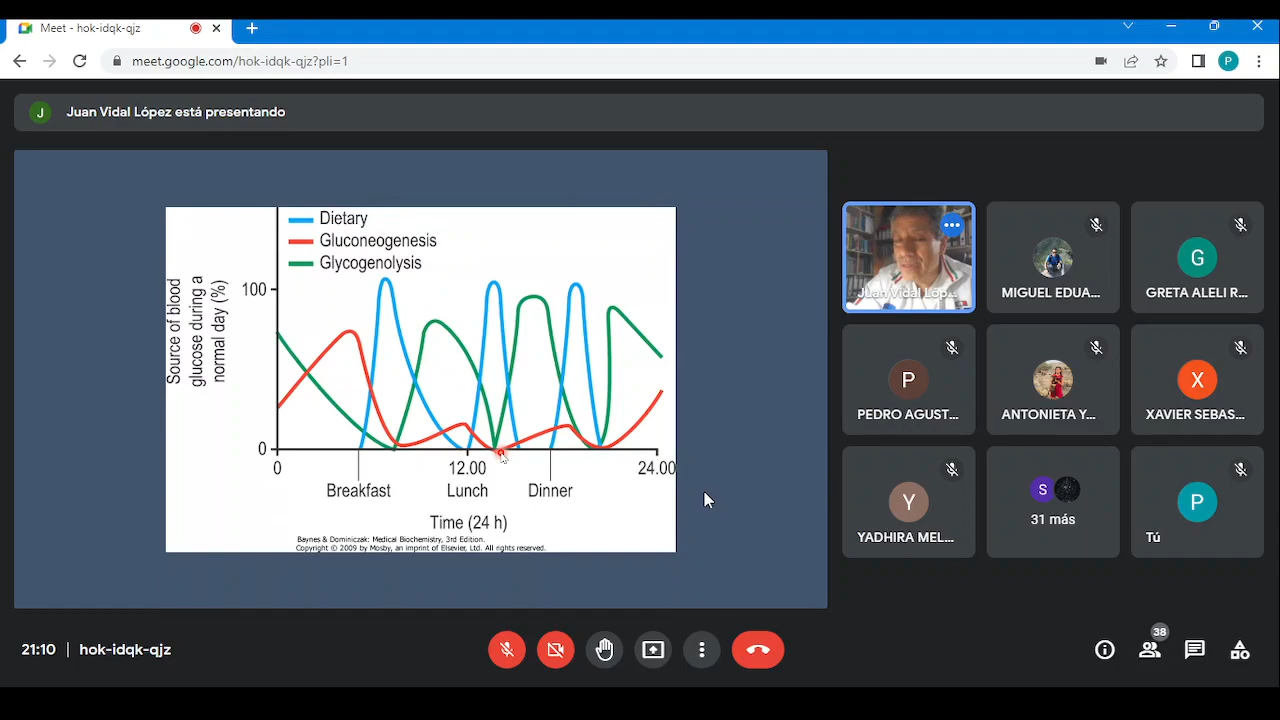 Meet - hok-idqk-qjz
meet.google.com/hok-idqk-qjz?pli=1
P
J
Juan Vidal López está presentando
Dietary
Gluconeogenesis
Glycogenolysis
Source of blood
glucose during a
normal day (%)
100
0
0
12.00
24.00
Breakfast
Lunch
Dinner
Time (24 h)
Baynes & Dominiczak: Medical Biochemistry, 3rd Edition.
Copyright © 2009 by Mosby, an imprint of Elsevier, Ltd. All rights reserved.
Juan Vidal Lóp...
MIGUEL EDUA...
G
GRETA ALELI R...
P
PEDRO AGUST...
ANTONIETA Y...
X
XAVIER SEBAS...
Y
YADHIRA MEL...
S
31 más
P
Tú
21:10 | hok-idqk-qjz
38